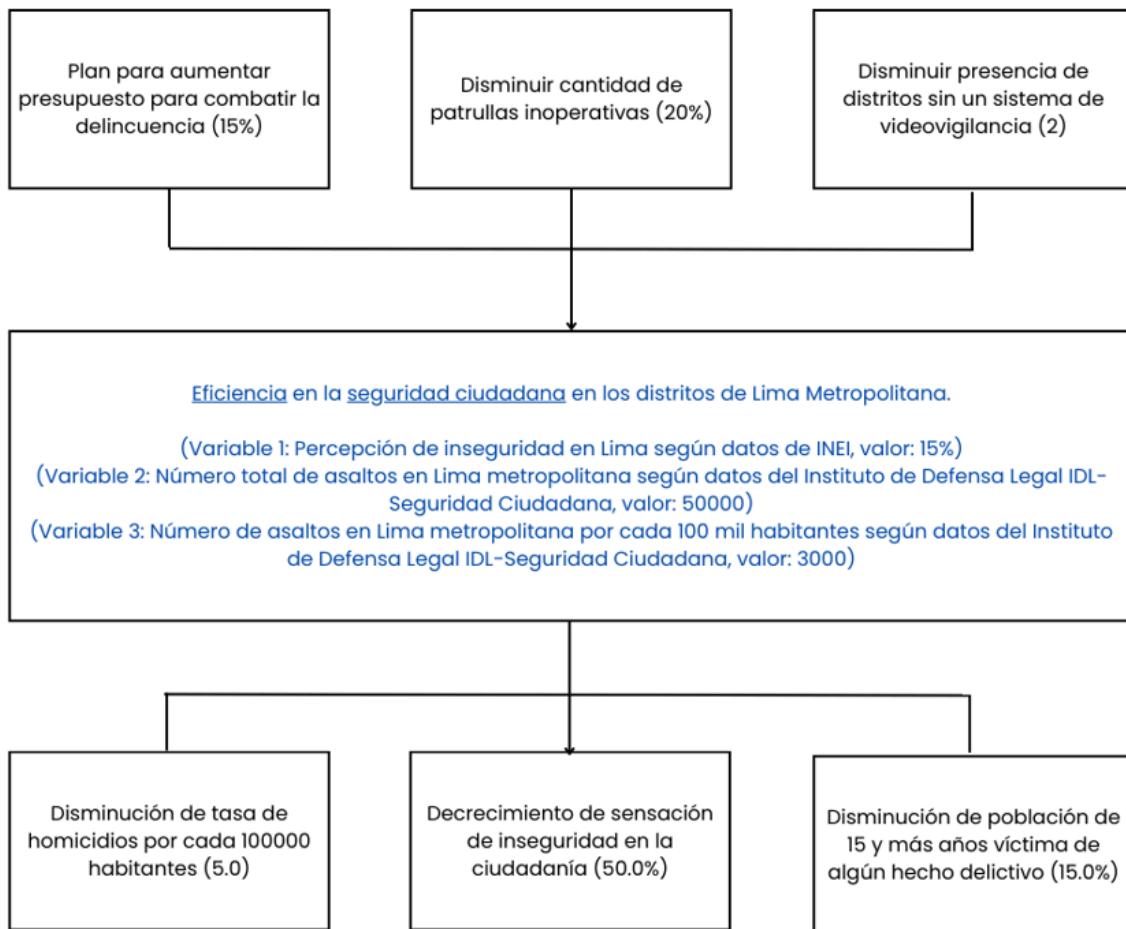 Plan para aumentar
presupuesto para combatir la
delincuencia (15%)
Disminuir cantidad de
patrullas inoperativas (20%)
Disminuir presencia de
distritos sin un sistema de
videovigilancia (2)
Eficiencia en la seguridad ciudadana en los distritos de Lima Metropolitana.
(Variable 1: Percepción de inseguridad en Lima según datos de INEI, valor: 15%)
(Variable 2: Número total de asaltos en Lima metropolitana según datos del Instituto de Defensa Legal IDL-
Seguridad Ciudadana, valor: 50000)
(Variable 3: Número de asaltos en Lima metropolitana por cada 100 mil habitantes según datos del Instituto
de Defensa Legal IDL-Seguridad Ciudadana, valor: 3000)
Disminución de tasa de
homicidios por cada 100000
habitantes (5.0)
Decrecimiento de sensación
de inseguridad en la
ciudadanía (50.0%)
Disminución de población de
15 y más años víctima de
algún hecho delictivo (15.0%)